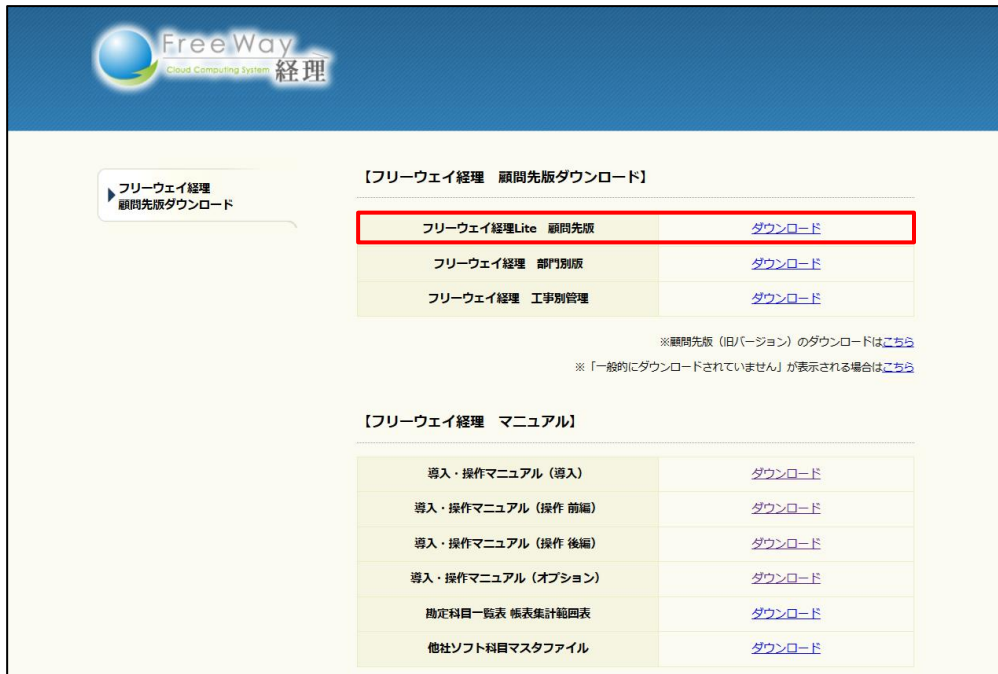 FreeWay
Cloud Computing System 経理
フリーウェイ経理
顧問先版ダウンロード
【フリーウェイ経理　顧問先版ダウンロード】
フリーウェイ経理Lite　顧問先版　ダウンロード
フリーウェイ経理　部門別版　ダウンロード
フリーウェイ経理　工事別管理　ダウンロード
※顧問先版（旧バージョン）のダウンロードはこちら
※「一般的にダウンロードされていません」が表示される場合はこちら
【フリーウェイ経理　マニュアル】
導入・操作マニュアル（導入）　ダウンロード
導入・操作マニュアル（操作 前編）　ダウンロード
導入・操作マニュアル（操作 後編）　ダウンロード
導入・操作マニュアル（オプション）　ダウンロード
勘定科目一覧表 帳表集計範囲表　ダウンロード
他社ソフト科目マスタファイル　ダウンロード